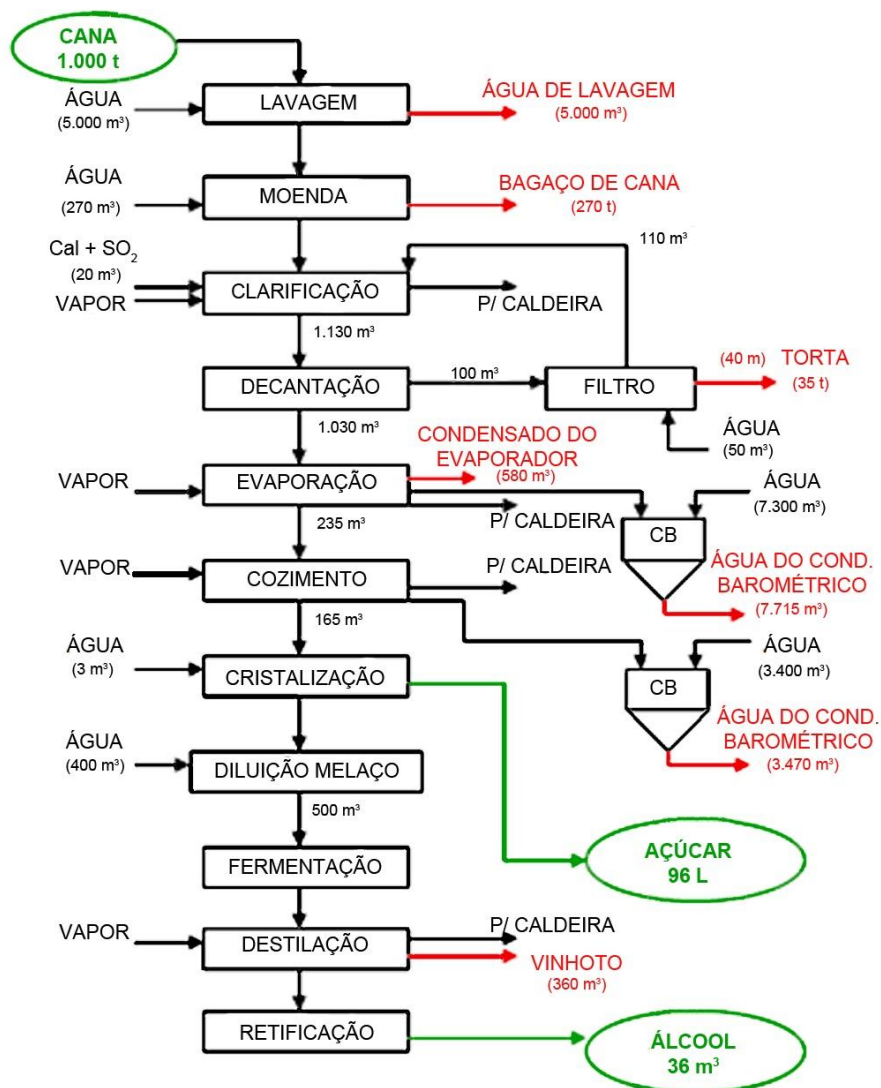 CANA
1.000 t
ÁGUA
(5.000 m³)
LAVAGEM
ÁGUA DE LAVAGEM
(5.000 m³)
ÁGUA
(270 m³)
MOENDA
BAGAÇO DE CANA
(270 t)
110 m³
Cal + SO₂
(20 m³)
VAPOR
CLARIFICAÇÃO
P/ CALDEIRA
1.130 m³
DECANTAÇÃO
100 m³
FILTRO
(40 m) TORTA
(35 t)
ÁGUA
(50 m³)
1.030 m³
CONDENSADO DO
EVAPORADOR
(580 m³)
VAPOR
EVAPORAÇÃO
P/ CALDEIRA
ÁGUA
(7.300 m³)
CB
ÁGUA DO COND.
BAROMÉTRICO
(7.715 m³)
235 m³
VAPOR
COZIMENTO
P/ CALDEIRA
165 m³
ÁGUA
(3.400 m³)
CB
ÁGUA DO COND.
BAROMÉTRICO
(3.470 m³)
ÁGUA
(3 m³)
CRISTALIZAÇÃO
ÁGUA
(400 m³)
DILUIÇÃO MELAÇO
500 m³
FERMENTAÇÃO
AÇÚCAR
96 L
VAPOR
DESTILAÇÃO
P/ CALDEIRA
VINHOTO
(360 m³)
RETIFICAÇÃO
ÁLCOOL
36 m³